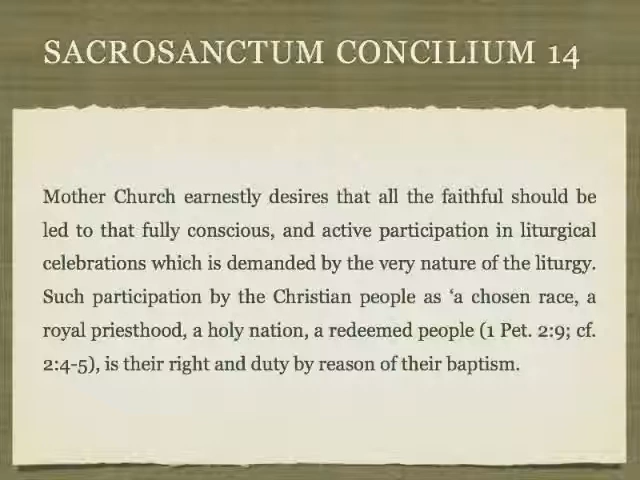 SACROSANCTUM CONCILIUM 14
Mother Church earnestly desires that all the faithful should be
led to that fully conscious, and active participation in liturgical
celebrations which is demanded by the very nature of the liturgy.
Such participation by the Christian people as ‘a chosen race, a
royal priesthood, a holy nation, a redeemed people (1 Pet. 2:9; cf.
2:4-5), is their right and duty by reason of their baptism.